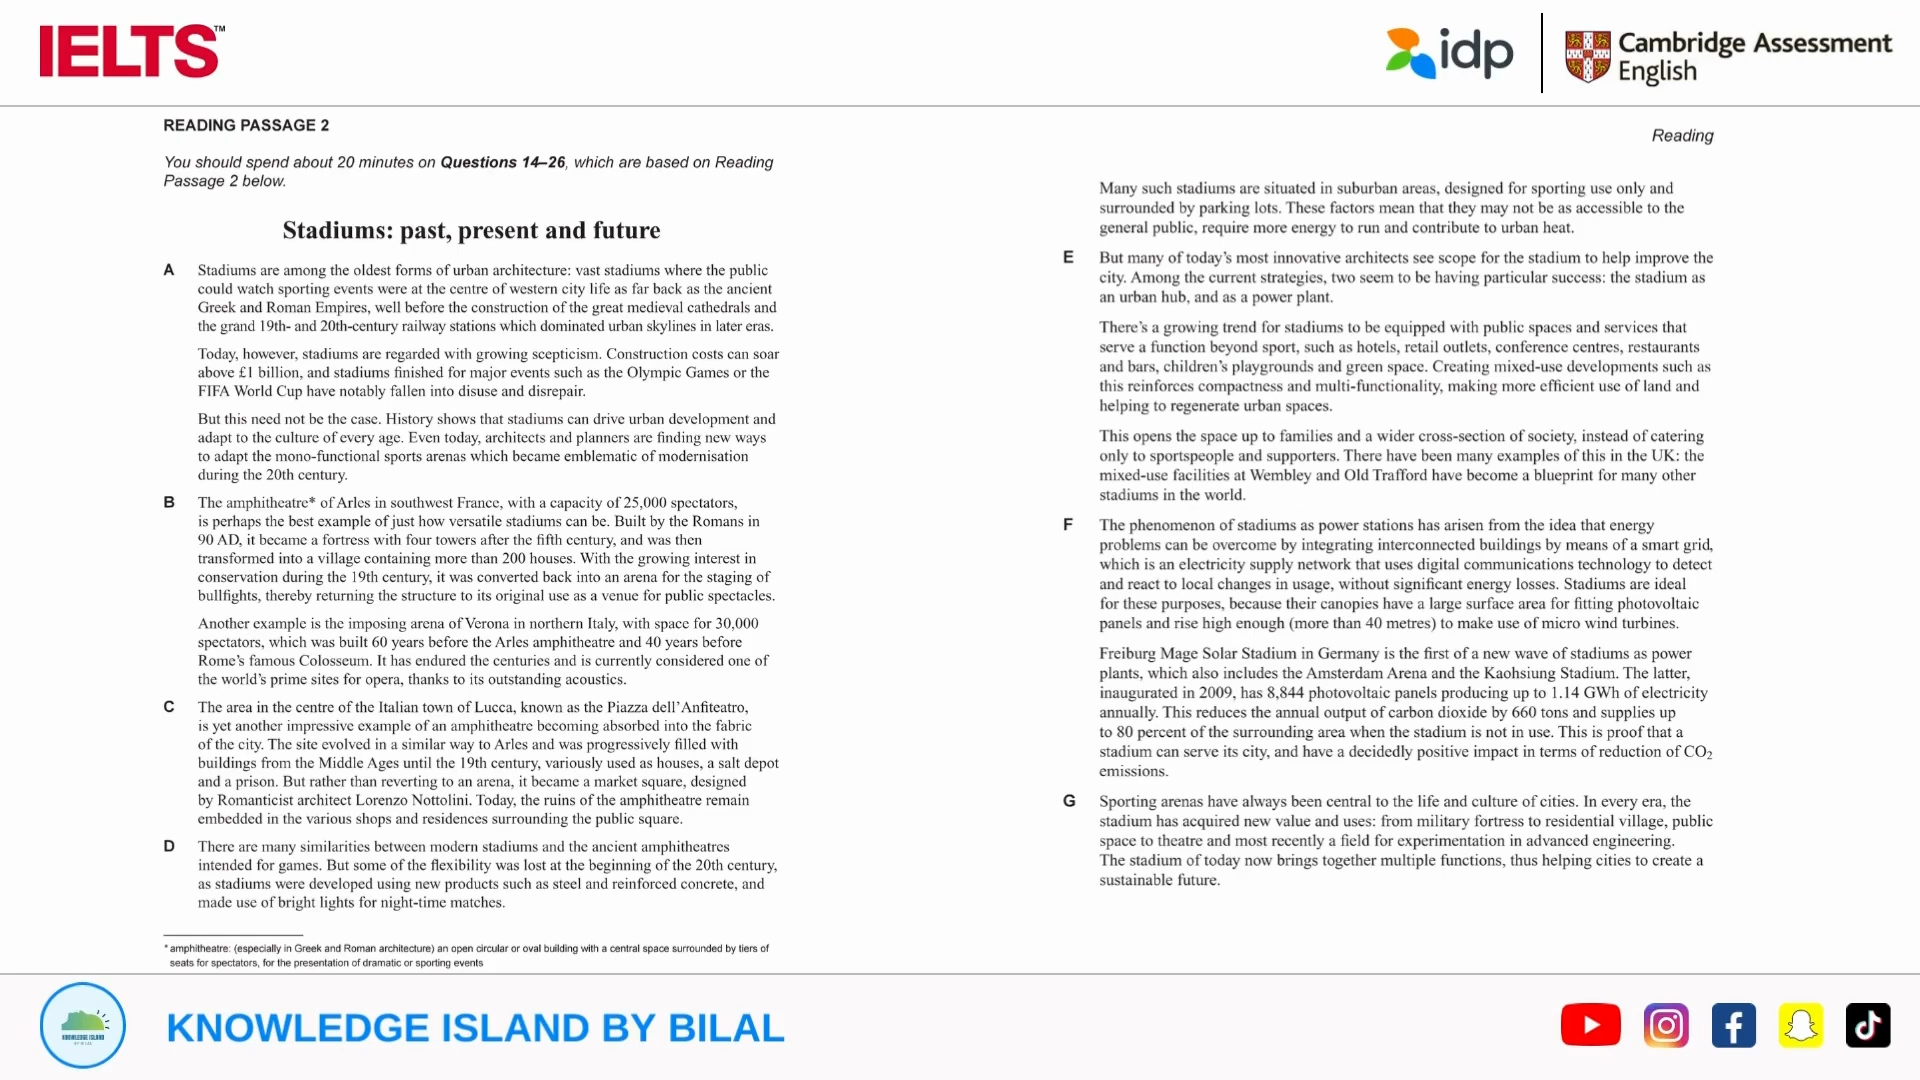 IELTS™
idp
Cambridge Assessment
English
READING PASSAGE 2
You should spend about 20 minutes on Questions 14–26, which are based on Reading
Passage 2 below.
Stadiums: past, present and future
A Stadiums are among the oldest forms of urban architecture: vast stadiums where the public
could watch sporting events were at the centre of western city life as far back as the ancient
Greek and Roman Empires, well before the construction of the great medieval cathedrals and
the grand 19th- and 20th-century railway stations which dominated urban skylines in later eras.
Today, however, stadiums are regarded with growing scepticism. Construction costs can soar
above £1 billion, and stadiums finished for major events such as the Olympic Games or the
FIFA World Cup have notably fallen into disuse and disrepair.
But this need not be the case. History shows that stadiums can drive urban development and
adapt to the culture of every age. Even today, architects and planners are finding new ways
to adapt the mono-functional sports arenas which became emblematic of modernisation
during the 20th century.
B The amphitheatre* of Arles in southwest France, with a capacity of 25,000 spectators,
is perhaps the best example of just how versatile stadiums can be. Built by the Romans in
90 AD, it became a fortress with four towers after the fifth century, and was then
transformed into a village containing more than 200 houses. With the growing interest in
conservation during the 19th century, it was converted back into an arena for the staging of
bullfights, thereby returning the structure to its original use as a venue for public spectacles.
Another example is the imposing arena of Verona in northern Italy, with space for 30,000
spectators, which was built 60 years before the Arles amphitheatre and 40 years before
Rome's famous Colosseum. It has endured the centuries and is currently considered one of
the world's prime sites for opera, thanks to its outstanding acoustics.
C The area in the centre of the Italian town of Lucca, known as the Piazza dell'Anfiteatro,
is yet another impressive example of an amphitheatre becoming absorbed into the fabric
of the city. The site evolved in a similar way to Arles and was progressively filled with
buildings from the Middle Ages until the 19th century, variously used as houses, a salt depot
and a prison. But rather than reverting to an arena, it became a market square, designed
by Romanticist architect Lorenzo Nottolini. Today, the ruins of the amphitheatre remain
embedded in the various shops and residences surrounding the public square.
D There are many similarities between modern stadiums and the ancient amphitheatres
intended for games. But some of the flexibility was lost at the beginning of the 20th century,
as stadiums were developed using new products such as steel and reinforced concrete, and
made use of bright lights for night-time matches.
* amphitheatre: (especially in Greek and Roman architecture) an open circular or oval building with a central space surrounded by tiers of
seats for spectators, for the presentation of dramatic or sporting events
Reading
Many such stadiums are situated in suburban areas, designed for sporting use only and
surrounded by parking lots. These factors mean that they may not be as accessible to the
general public, require more energy to run and contribute to urban heat.
E But many of today's most innovative architects see scope for the stadium to help improve the
city. Among the current strategies, two seem to be having particular success: the stadium as
an urban hub, and as a power plant.
There's a growing trend for stadiums to be equipped with public spaces and services that
serve a function beyond sport, such as hotels, retail outlets, conference centres, restaurants
and bars, children's playgrounds and green space. Creating mixed-use developments such as
this reinforces compactness and multi-functionality, making more efficient use of land and
helping to regenerate urban spaces.
This opens the space up to families and a wider cross-section of society, instead of catering
only to sportspeople and supporters. There have been many examples of this in the UK: the
mixed-use facilities at Wembley and Old Trafford have become a blueprint for many other
stadiums in the world.
F The phenomenon of stadiums as power stations has arisen from the idea that energy
problems can be overcome by integrating interconnected buildings by means of a smart grid,
which is an electricity supply network that uses digital communications technology to detect
and react to local changes in usage, without significant energy losses. Stadiums are ideal
for these purposes, because their canopies have a large surface area for fitting photovoltaic
panels and rise high enough (more than 40 metres) to make use of micro wind turbines.
Freiburg Mage Solar Stadium in Germany is the first of a new wave of stadiums as power
plants, which also includes the Amsterdam Arena and the Kaohsiung Stadium. The latter,
inaugurated in 2009, has 8,844 photovoltaic panels producing up to 1.14 GWh of electricity
annually. This reduces the annual output of carbon dioxide by 660 tons and supplies up
to 80 percent of the surrounding area when the stadium is not in use. This is proof that a
stadium can serve its city, and have a decidedly positive impact in terms of reduction of CO₂
emissions.
G Sporting arenas have always been central to the life and culture of cities. In every era, the
stadium has acquired new value and uses: from military fortress to residential village, public
space to theatre and most recently a field for experimentation in advanced engineering.
The stadium of today now brings together multiple functions, thus helping cities to create a
sustainable future.
KNOWLEDGE ISLAND
BY BILAL
KNOWLEDGE ISLAND BY BILAL